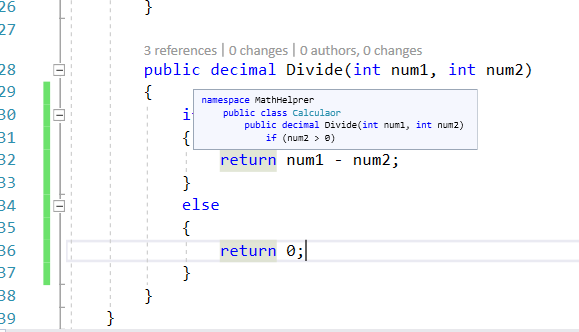 26 }
27
3 references | 0 changes | 0 authors, 0 changes
28 public decimal Divide(int num1, int num2)
29 {
namespace MathHelprer
30 i
public class Calculaor
public decimal Divide(int num1, int num2)
31 {
if (num2 > 0)
32 return num1 - num2;
33 }
34 else
35 {
36 return 0;
37 }
38 }
39 }